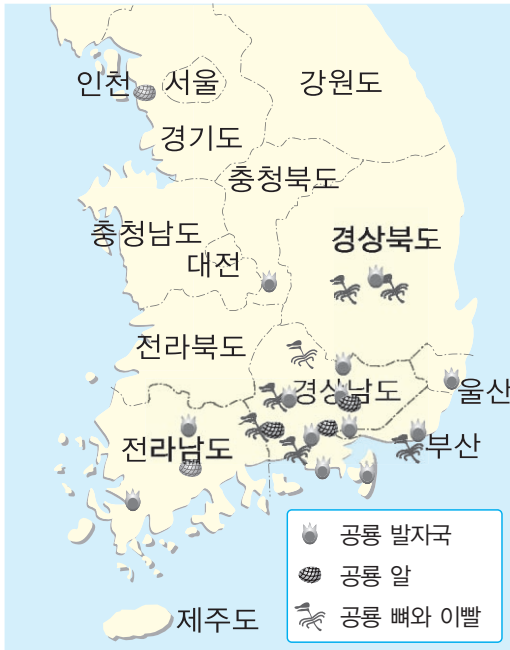 인천
서울
강원도
경기도
충청북도
충청남도
대전
경상북도
전라북도
경상남도
울산
전라남도
부산
제주도
공룡 발자국
공룡 알
공룡 뼈와 이빨